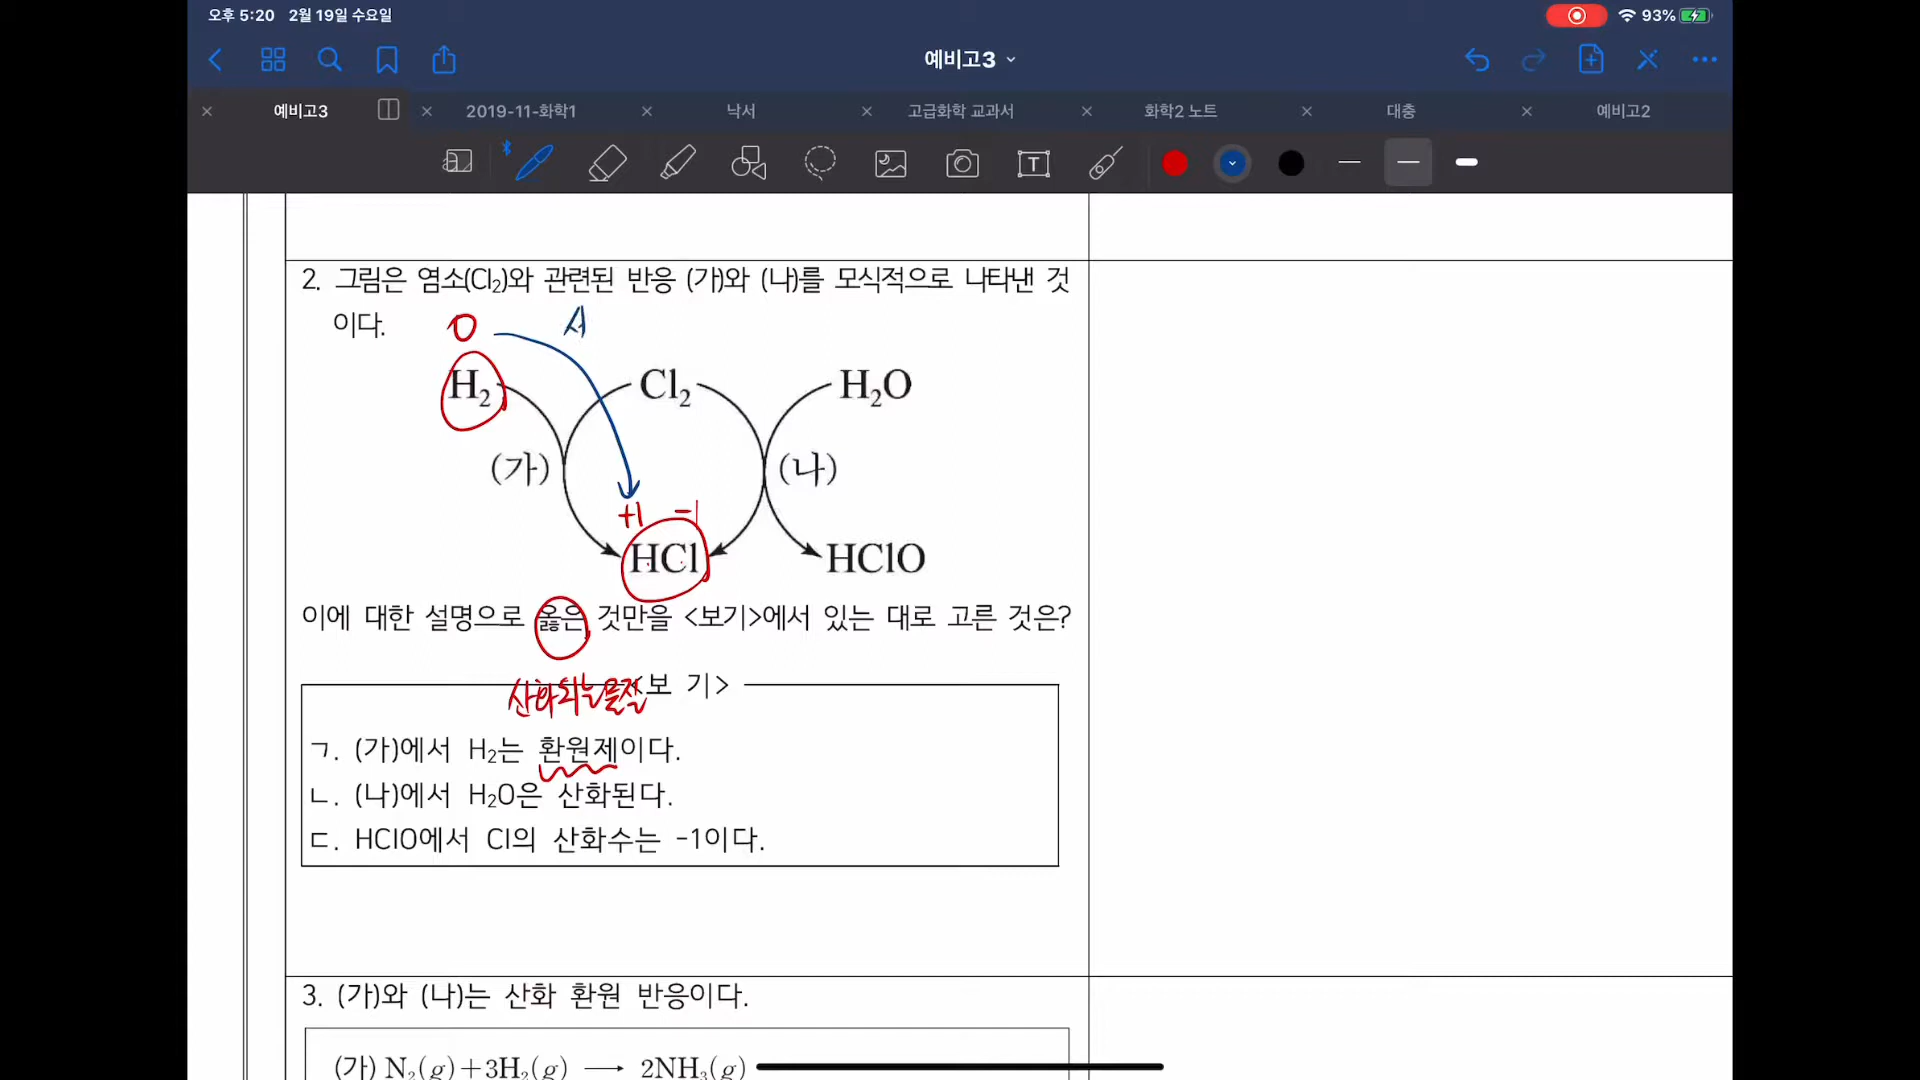 오후 5:20 2월 19일 수요일 93%
예비고3
예비고3 2019-11-화학1 낙서 고급화학 교과서 화학2 노트 대충 예비고2
2. 그림은 염소(Cl₂)와 관련된 반응 (가)와 (나)를 모식적으로 나타낸 것
이다.
0
H₂ Cl₂ H₂O
(가) (나)
+1 -1
HCl HClO
이에 대한 설명으로 옳은 것만을 <보기>에서 있는 대로 고른 것은?
<보 기>
산화되는 물질
ㄱ. (가)에서 H₂는 환원제이다.
ㄴ. (나)에서 H₂O은 산화된다.
ㄷ. HClO에서 Cl의 산화수는 -1이다.
3. (가)와 (나)는 산화 환원 반응이다.
(가) N₂(g)+3H₂(g) ⟶ 2NH₃(g)